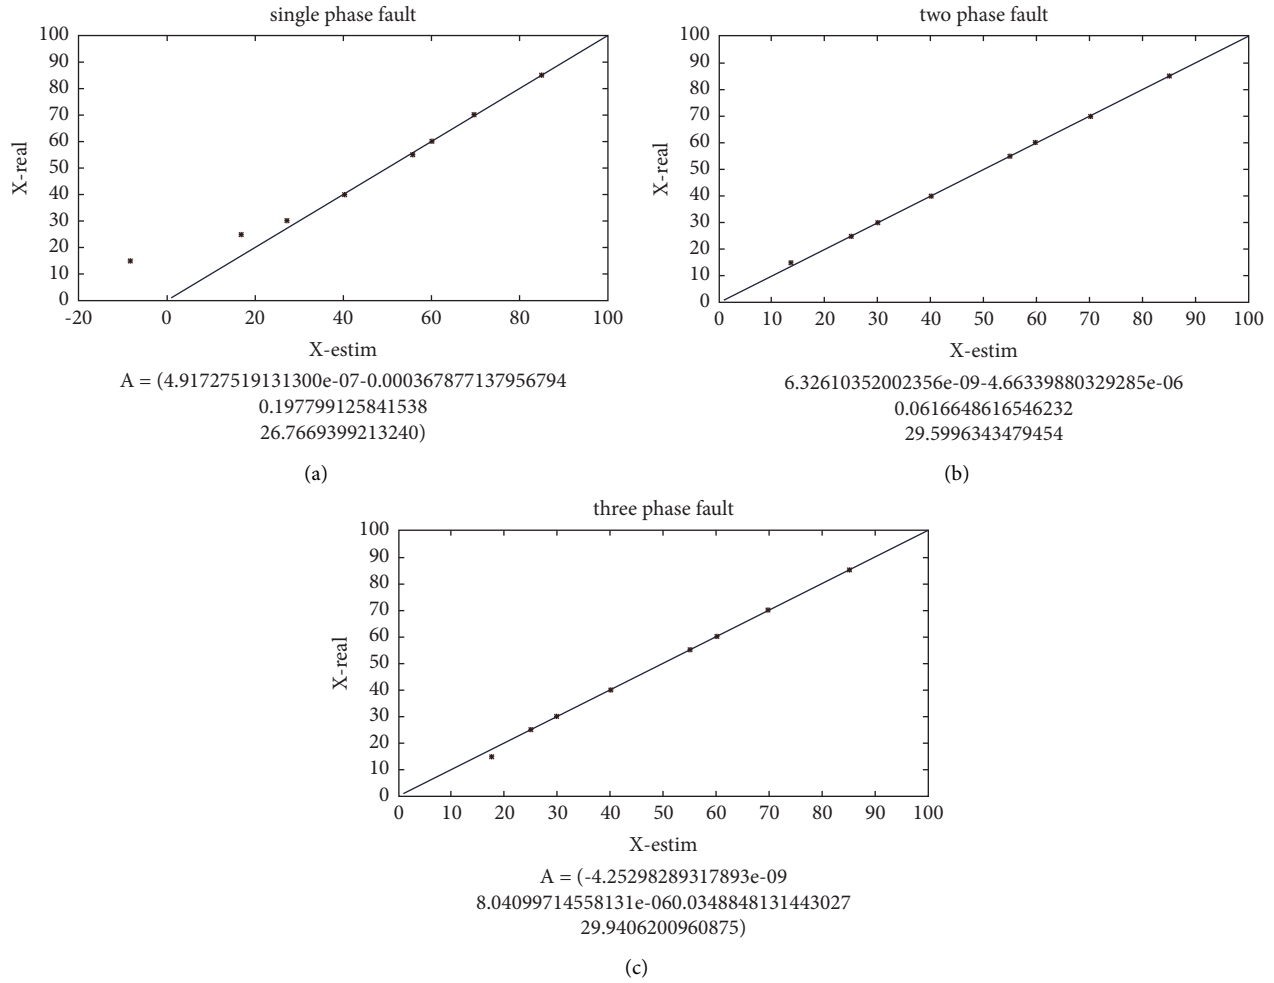 single phase fault
100
90
80
70
60
50
40
30
20
10
0
X-real
-20 0 20 40 60 80 100
X-estim
A = (4.91727519131300e-07-0.000367877137956794
0.197799125841538
26.7669399213240)
(a)
two phase fault
100
90
80
70
60
50
40
30
20
10
0
X-real
0 10 20 30 40 50 60 70 80 90 100
X-estim
6.32610352002356e-09-4.66339880329285e-06
0.0616648616546232
29.5996343479454
(b)
three phase fault
100
90
80
70
60
50
40
30
20
10
0
X-real
0 10 20 30 40 50 60 70 80 90 100
X-estim
A = (-4.25298289317893e-09
8.04099714558131e-060.0348848131443027
29.9406200960875)
(c)